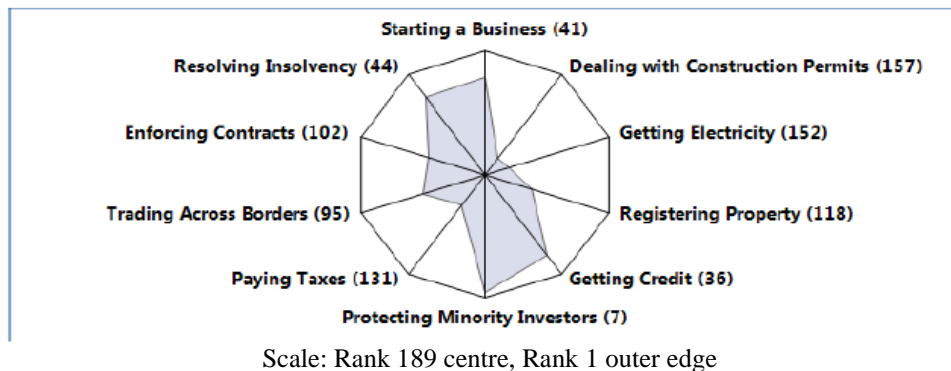 Starting a Business (41)
Resolving Insolvency (44)
Dealing with Construction Permits (157)
Enforcing Contracts (102)
Getting Electricity (152)
Trading Across Borders (95)
Registering Property (118)
Paying Taxes (131)
Getting Credit (36)
Protecting Minority Investors (7)
Scale: Rank 189 centre, Rank 1 outer edge